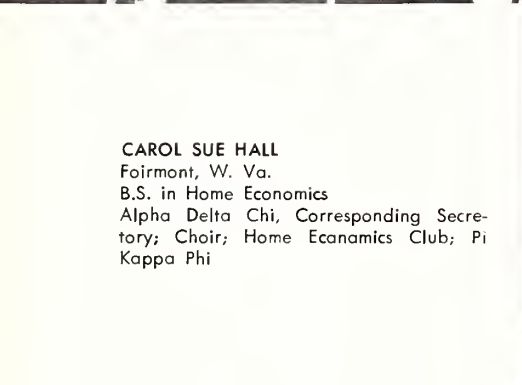 CAROL SUE HALL
Foirmont, W. Va.
B.S. in Home Economics
Alpha Delta Chi, Corresponding Secre-
tory; Choir; Home Ecanamics Club; Pi
Kappa Phi